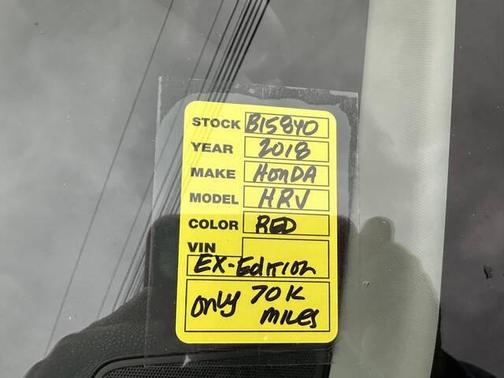 STOCK B15840
YEAR 2018
MAKE HonDA
MODEL HRV
COLOR RED
VIN
EX-Edition
only 70K
miles